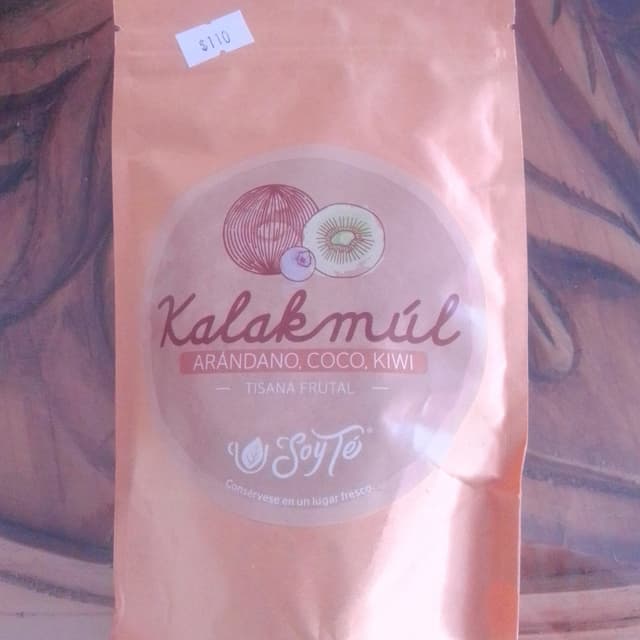 $110
Kalakmúl
ARÁNDANO, COCO, KIWI
TISANA FRUTAL
SoyTé®
Consérvese en un lugar fresco.